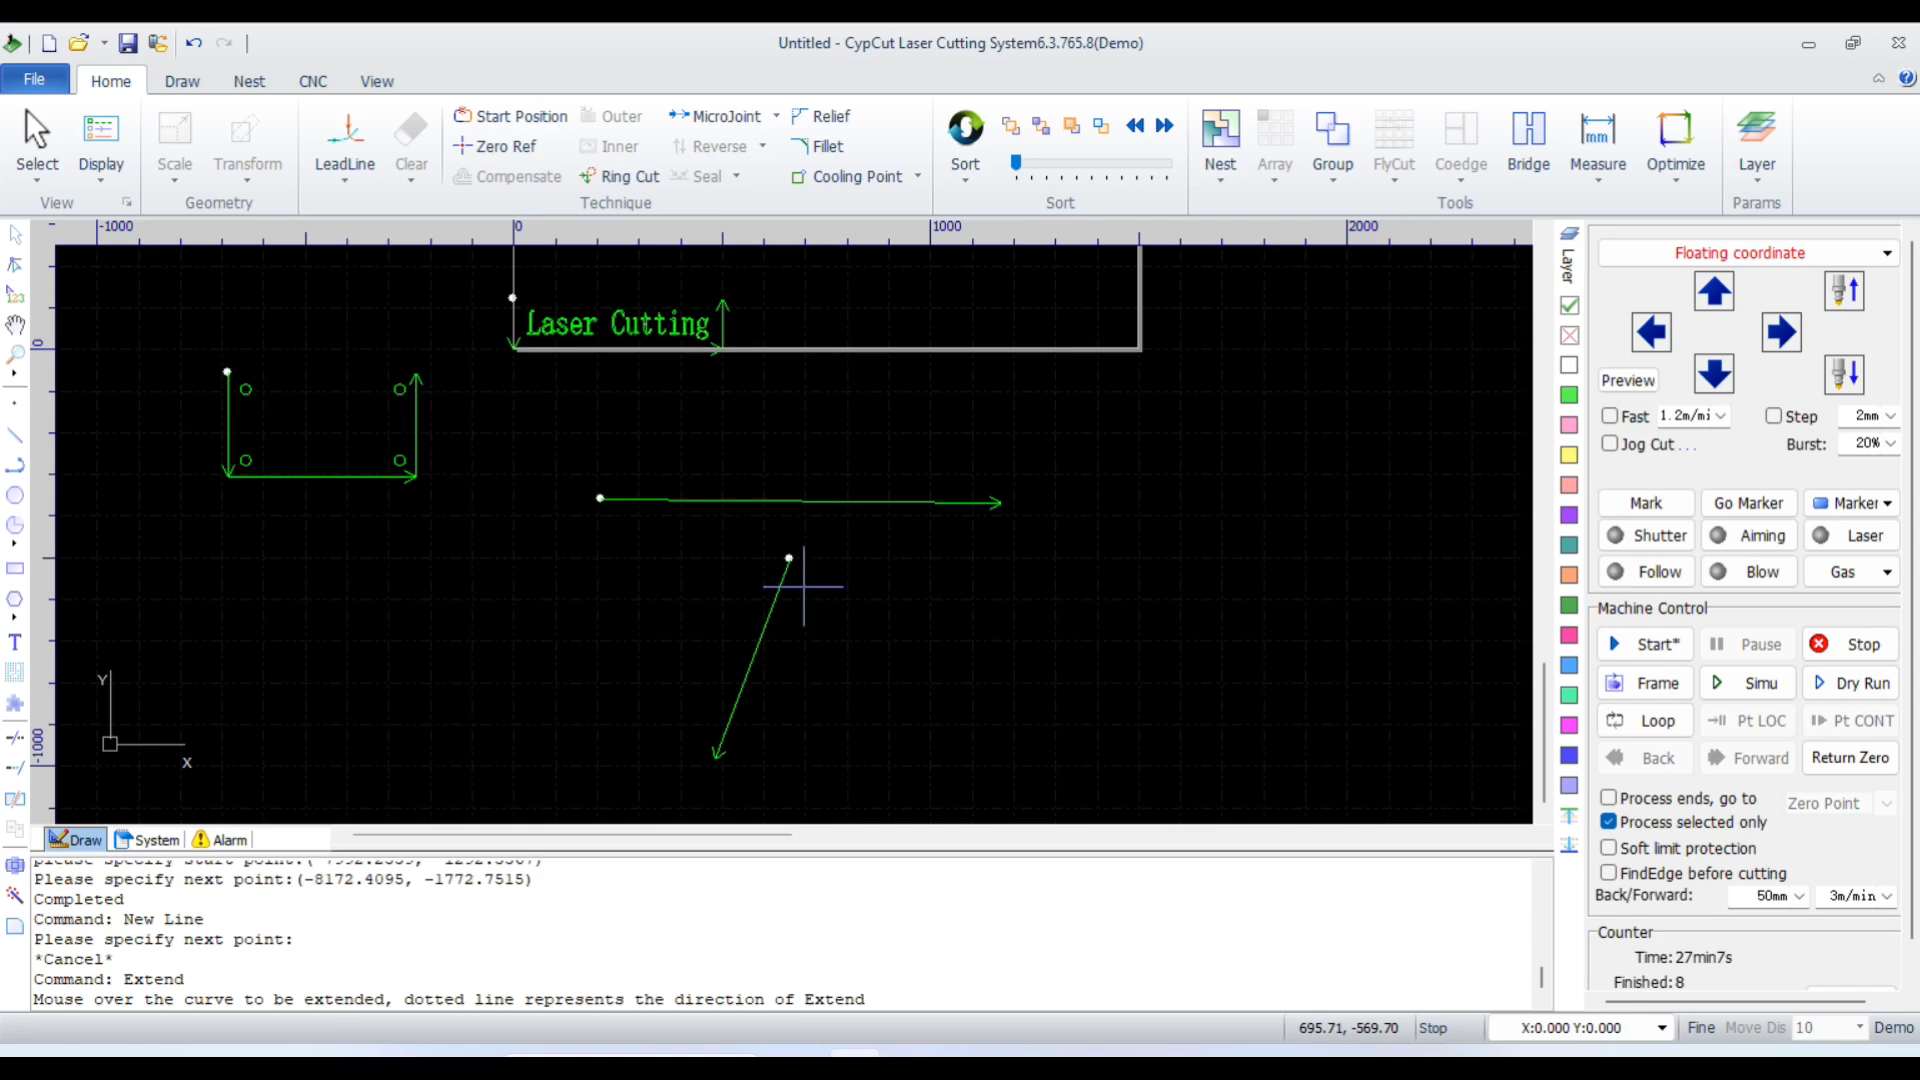 Untitled - CypCut Laser Cutting System6.3.765.8(Demo)
File Home Draw Nest CNC View
Select Display Scale Transform LeadLine Clear
Start Position Outer MicroJoint Relief
Zero Ref Inner Reverse Fillet
Compensate Ring Cut Seal Cooling Point
Sort Nest Array Group FlyCut Coedge Bridge mm Measure Optimize Layer
View Geometry Technique Sort Tools Params
-1000 0 1000 2000
Layer
Floating coordinate
Laser Cutting
0
123
Preview
Fast 1.2m/mi Step 2mm
Jog Cut ... Burst: 20%
Mark Go Marker Marker
Shutter Aiming Laser
Follow Blow Gas
Machine Control
Start* Pause Stop
Frame Simu Dry Run
Loop Pt LOC Pt CONT
Back Forward Return Zero
Process ends, go to Zero Point
Process selected only
Soft limit protection
FindEdge before cutting
Back/Forward: 50mm 3m/min
Counter
Time: 27min7s
Finished: 8
T
Y
X
-1000
Draw System Alarm
Please specify next point:(-8172.4095, -1772.7515)
Completed
Command: New Line
Please specify next point:
*Cancel*
Command: Extend
Mouse over the curve to be extended, dotted line represents the direction of Extend
695.71, -569.70 Stop X:0.000 Y:0.000 Fine Move Dis 10 Demo